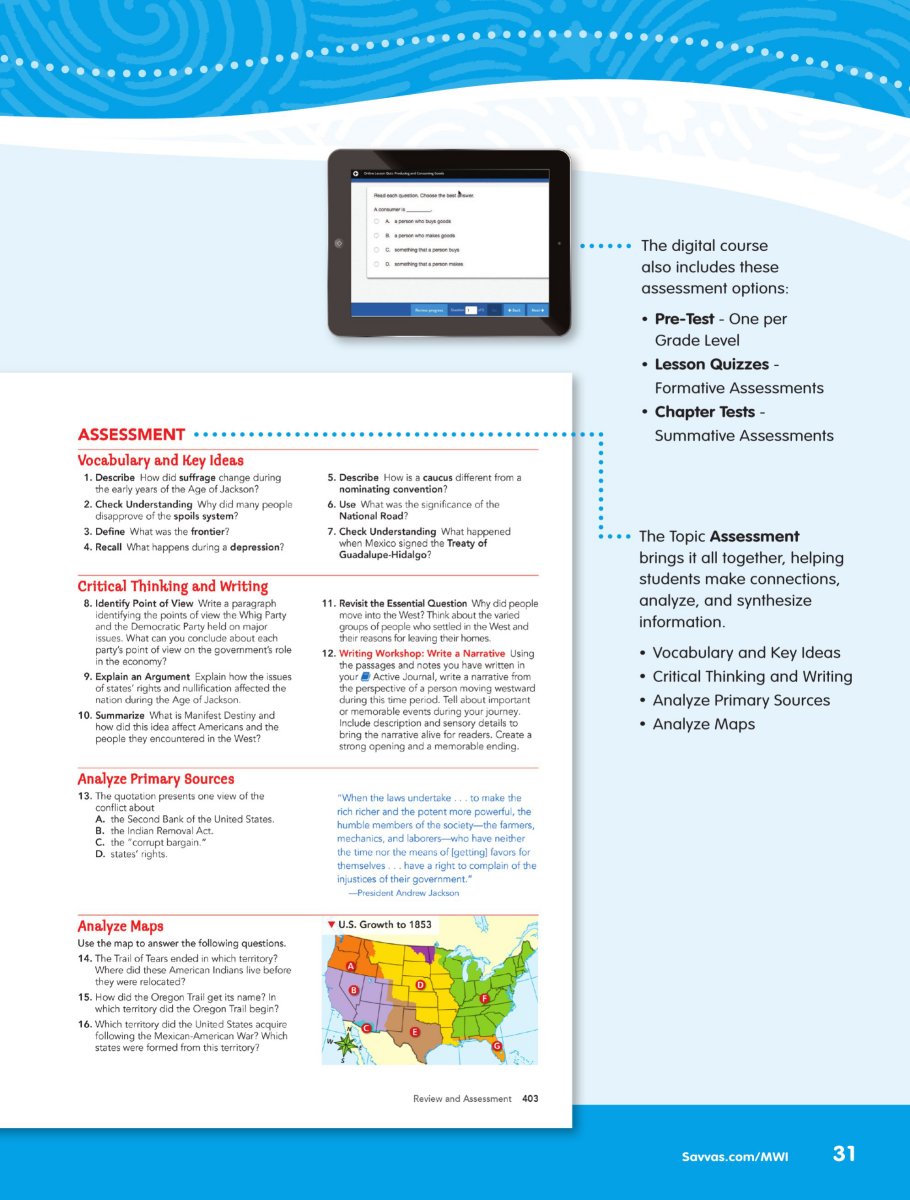 Online Lesson Quiz: Producing and Consuming Goods
Read each question. Choose the best answer.
A consumer is ________.
A. a person who buys goods
B. a person who makes goods
C. something that a person buys
D. something that a person makes
Review progress Question 1 of 5 Back Next
The digital course
also includes these
assessment options:
• Pre-Test - One per
Grade Level
• Lesson Quizzes -
Formative Assessments
• Chapter Tests -
Summative Assessments
ASSESSMENT
Vocabulary and Key Ideas
1. Describe How did suffrage change during
the early years of the Age of Jackson?
2. Check Understanding Why did many people
disapprove of the spoils system?
3. Define What was the frontier?
4. Recall What happens during a depression?
5. Describe How is a caucus different from a
nominating convention?
6. Use What was the significance of the
National Road?
7. Check Understanding What happened
when Mexico signed the Treaty of
Guadalupe-Hidalgo?
Critical Thinking and Writing
8. Identify Point of View Write a paragraph
identifying the points of view the Whig Party
and the Democratic Party held on major
issues. What can you conclude about each
party's point of view on the government's role
in the economy?
9. Explain an Argument Explain how the issues
of states' rights and nullification affected the
nation during the Age of Jackson.
10. Summarize What is Manifest Destiny and
how did this idea affect Americans and the
people they encountered in the West?
11. Revisit the Essential Question Why did people
move into the West? Think about the varied
groups of people who settled in the West and
their reasons for leaving their homes.
12. Writing Workshop: Write a Narrative Using
the passages and notes you have written in
your Active Journal, write a narrative from
the perspective of a person moving westward
during this time period. Tell about important
or memorable events during your journey.
Include description and sensory details to
bring the narrative alive for readers. Create a
strong opening and a memorable ending.
Analyze Primary Sources
13. The quotation presents one view of the
conflict about
A. the Second Bank of the United States.
B. the Indian Removal Act.
C. the "corrupt bargain."
D. states' rights.
"When the laws undertake . . . to make the
rich richer and the potent more powerful, the
humble members of the society—the farmers,
mechanics, and laborers—who have neither
the time nor the means of [getting] favors for
themselves . . . have a right to complain of the
injustices of their government."
—President Andrew Jackson
Analyze Maps
Use the map to answer the following questions.
14. The Trail of Tears ended in which territory?
Where did these American Indians live before
they were relocated?
15. How did the Oregon Trail get its name? In
which territory did the Oregon Trail begin?
16. Which territory did the United States acquire
following the Mexican-American War? Which
states were formed from this territory?
▼ U.S. Growth to 1853
A
B
C
D
E
F
G
N
W E
S
Review and Assessment 403
The Topic Assessment
brings it all together, helping
students make connections,
analyze, and synthesize
information.
• Vocabulary and Key Ideas
• Critical Thinking and Writing
• Analyze Primary Sources
• Analyze Maps
Savvas.com/MWI 31